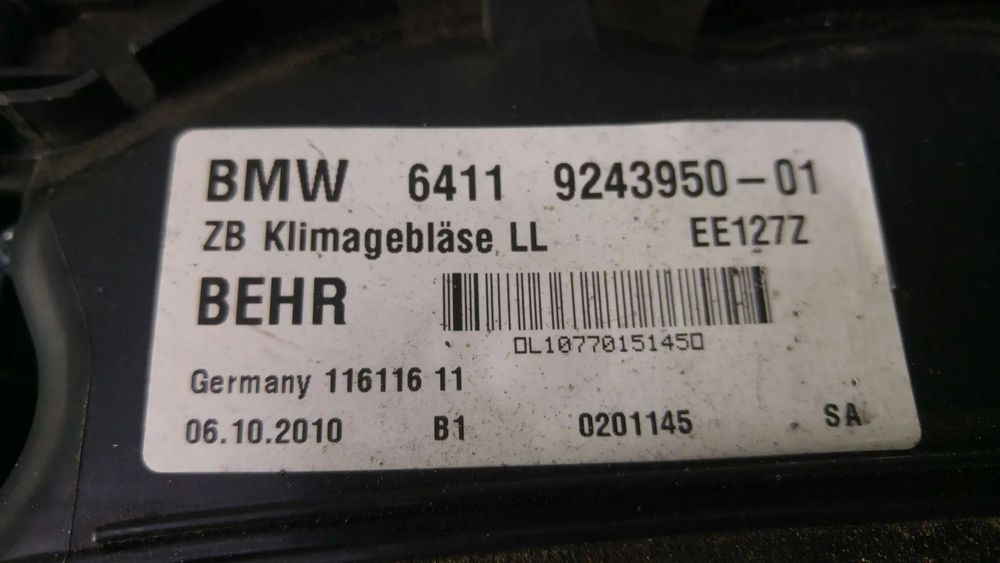 BMW 6411 9243950-01
ZB Klimagebläse LL EE127Z
BEHR
0L10770151450
Germany 116116 11
06.10.2010 B1 0201145 SA